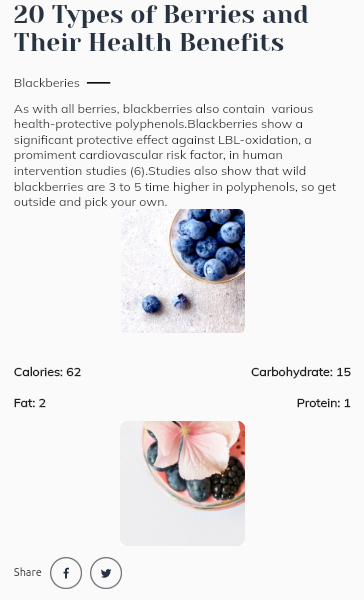 20 Types of Berries and
Their Health Benefits
Blackberies
As with all berries, blackberries also contain  various
health-protective polyphenols.Blackberries show a
significant protective effect against LBL-oxidation, a
promiment cardiovascular risk factor, in human
intervention studies (6).Studies also show that wild
blackberries are 3 to 5 time higher in polyphenols, so get
outside and pick your own.
Calories: 62
Carbohydrate: 15
Fat: 2
Protein: 1
Share